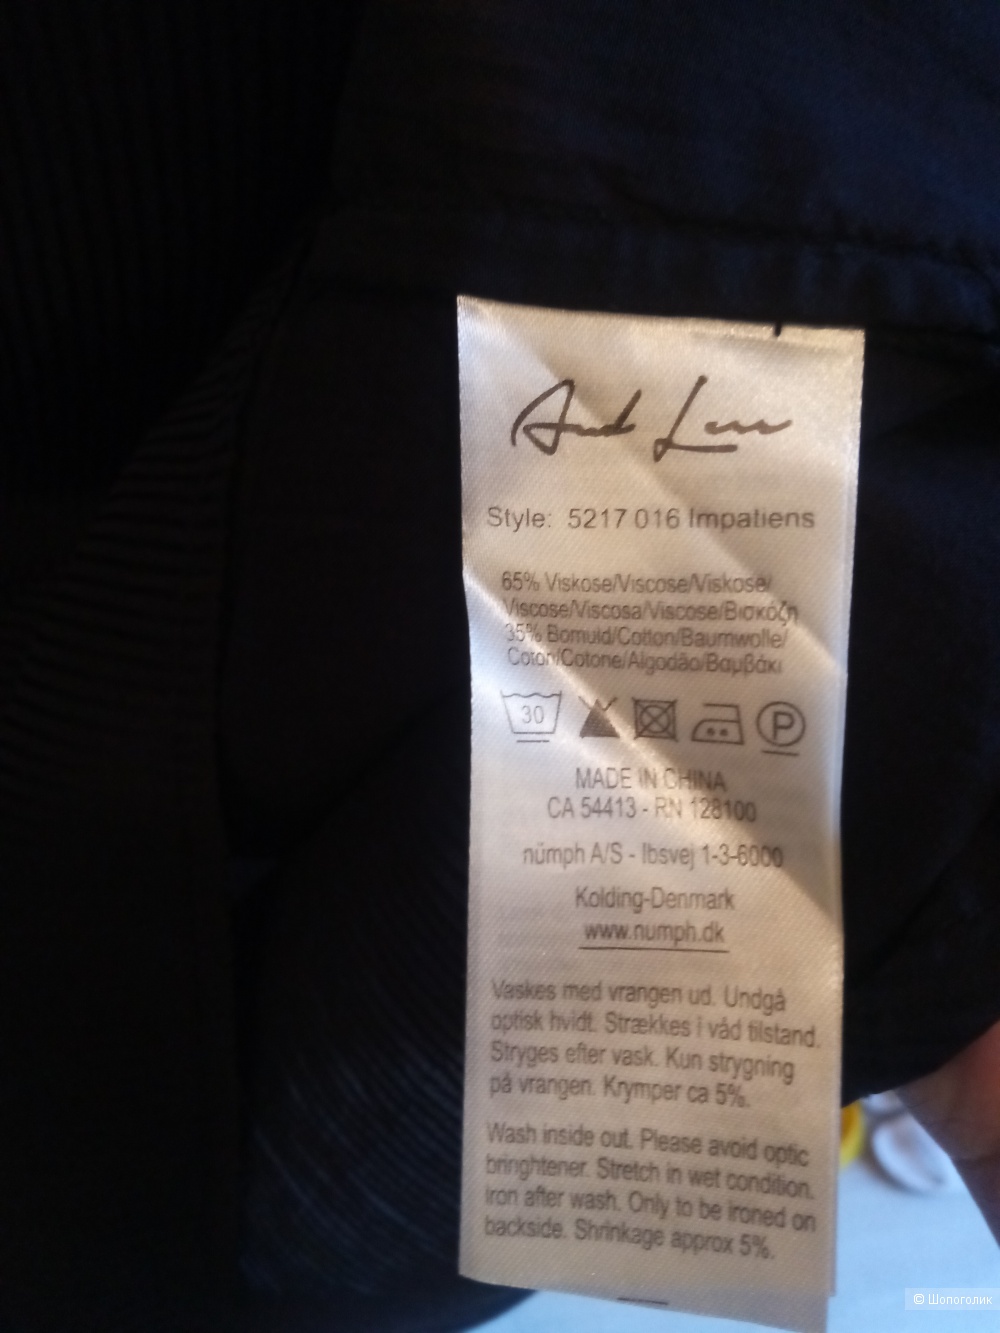 And Less
Style: 5217 016 Impatiens
65% Viskose/Viscose/Viskose/
Viscose/Viscosa/Viscose/Βισκόζη
35% Bomuld/Cotton/Baumwolle/
Coton/Cotone/Algodão/Βαμβάκι
30
P
MADE IN CHINA
CA 54413 - RN 128100
nümph A/S - Ibsvej 1-3-6000
Kolding-Denmark
www.numph.dk
Vaskes med vrangen ud. Undgå
optisk hvidt. Strækkes i våd tilstand.
Stryges efter vask. Kun strygning
på vrangen. Krymper ca 5%.
Wash inside out. Please avoid optic
bringhtener. Stretch in wet condition.
Iron after wash. Only to be ironed on
backside. Shrinkage approx 5%.
© Шопоголик